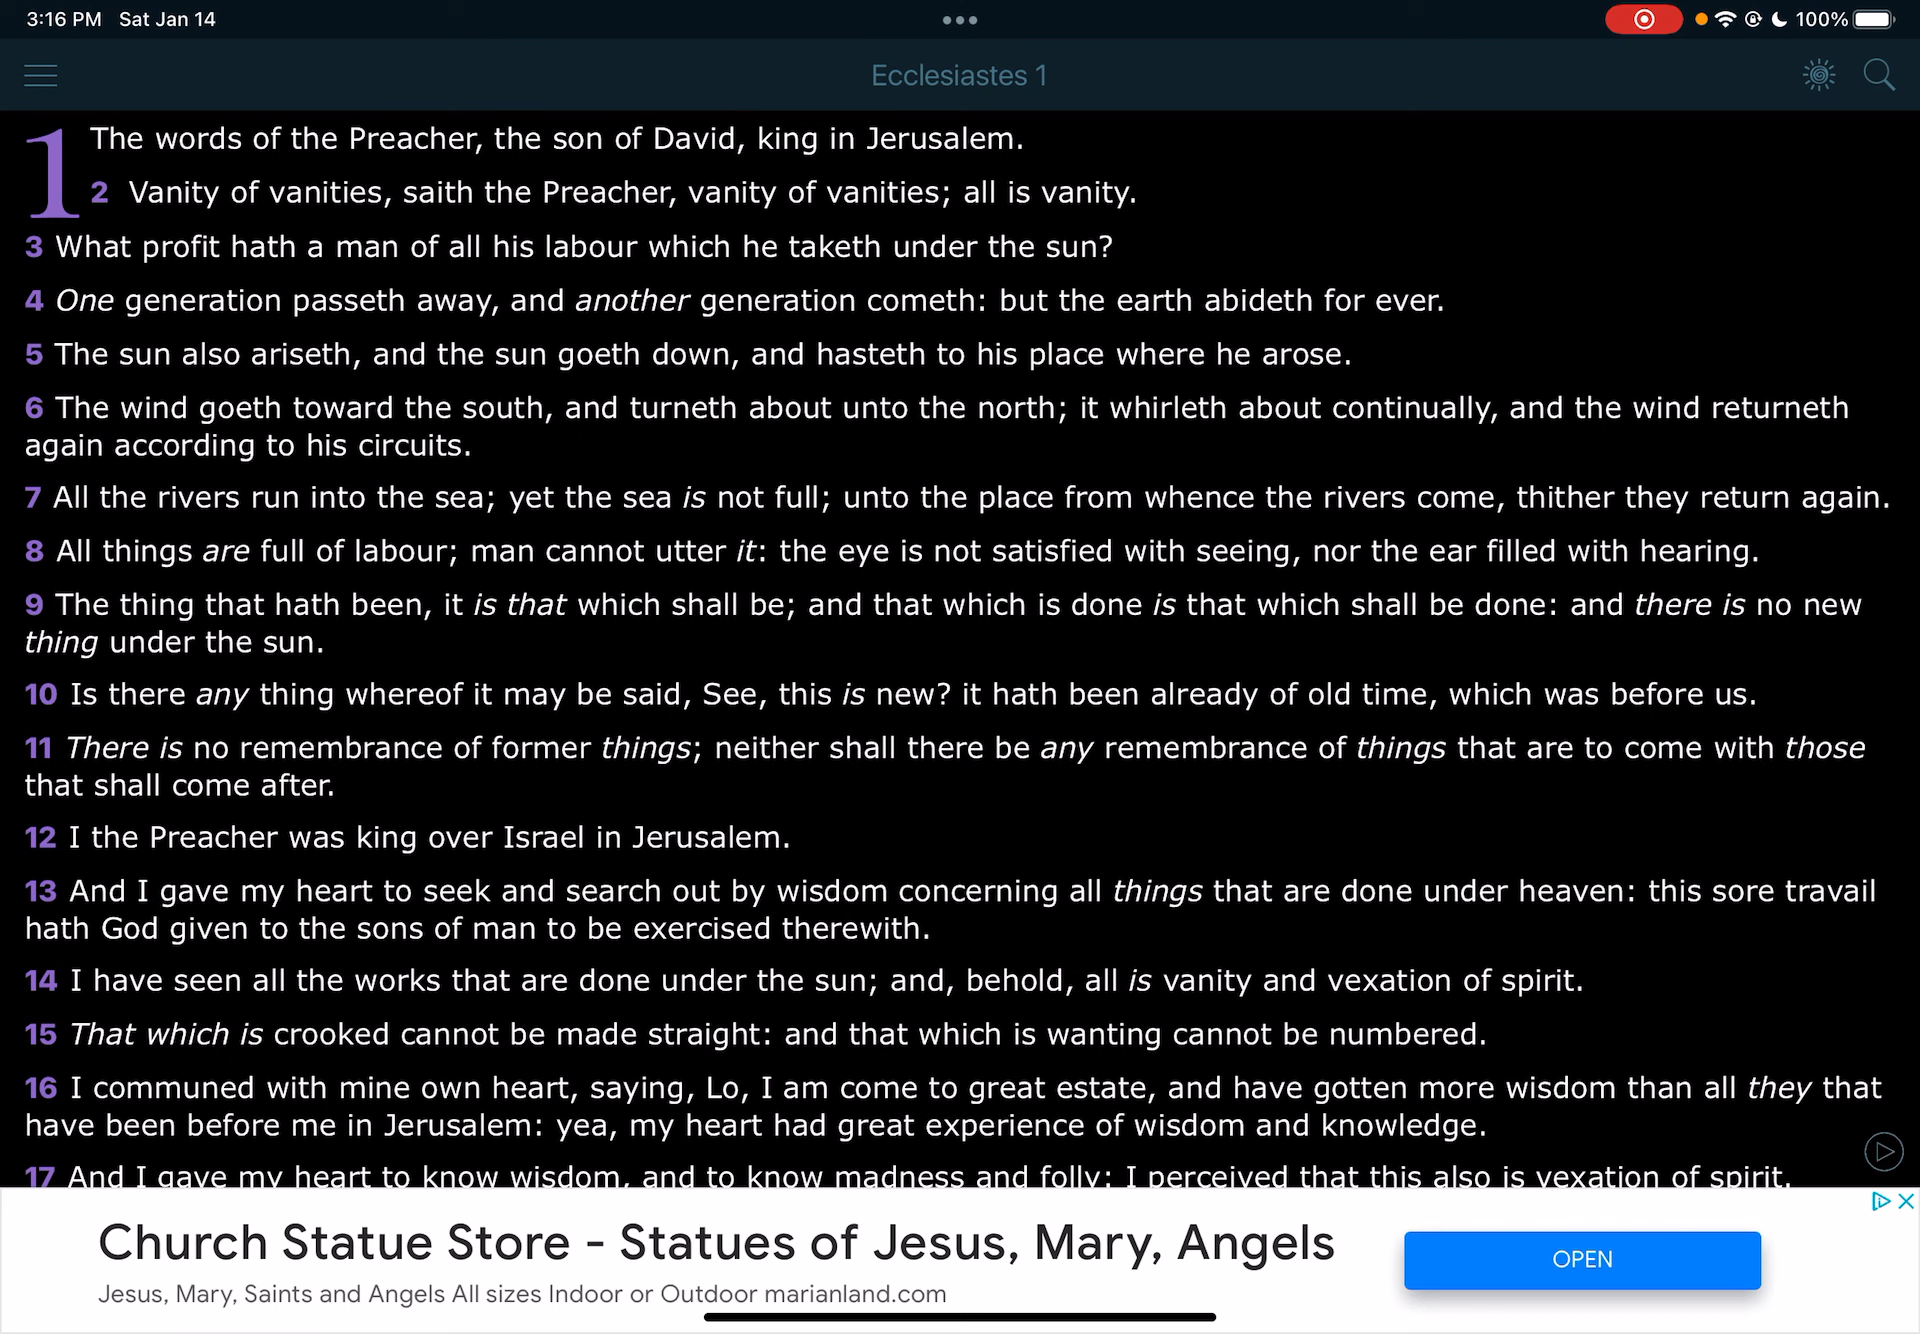 3:16 PM Sat Jan 14
100%
Ecclesiastes 1
1 The words of the Preacher, the son of David, king in Jerusalem.
2 Vanity of vanities, saith the Preacher, vanity of vanities; all is vanity.
3 What profit hath a man of all his labour which he taketh under the sun?
4 One generation passeth away, and another generation cometh: but the earth abideth for ever.
5 The sun also ariseth, and the sun goeth down, and hasteth to his place where he arose.
6 The wind goeth toward the south, and turneth about unto the north; it whirleth about continually, and the wind returneth
again according to his circuits.
7 All the rivers run into the sea; yet the sea is not full; unto the place from whence the rivers come, thither they return again.
8 All things are full of labour; man cannot utter it: the eye is not satisfied with seeing, nor the ear filled with hearing.
9 The thing that hath been, it is that which shall be; and that which is done is that which shall be done: and there is no new
thing under the sun.
10 Is there any thing whereof it may be said, See, this is new? it hath been already of old time, which was before us.
11 There is no remembrance of former things; neither shall there be any remembrance of things that are to come with those
that shall come after.
12 I the Preacher was king over Israel in Jerusalem.
13 And I gave my heart to seek and search out by wisdom concerning all things that are done under heaven: this sore travail
hath God given to the sons of man to be exercised therewith.
14 I have seen all the works that are done under the sun; and, behold, all is vanity and vexation of spirit.
15 That which is crooked cannot be made straight: and that which is wanting cannot be numbered.
16 I communed with mine own heart, saying, Lo, I am come to great estate, and have gotten more wisdom than all they that
have been before me in Jerusalem: yea, my heart had great experience of wisdom and knowledge.
17 And I gave my heart to know wisdom, and to know madness and folly: I perceived that this also is vexation of spirit.
Church Statue Store - Statues of Jesus, Mary, Angels
Jesus, Mary, Saints and Angels All sizes Indoor or Outdoor marianland.com
OPEN